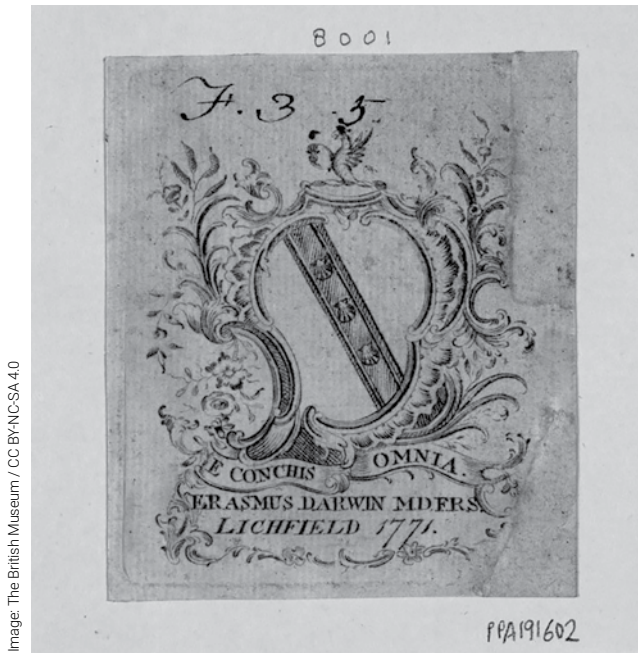 8001
F. 3 5.
E CONCHIS OMNIA.
ERASMUS DARWIN M.D.F.R.S.
LICHFIELD 1771.
PPA191602
Image: The British Museum / CC BY-NC-SA 4.0